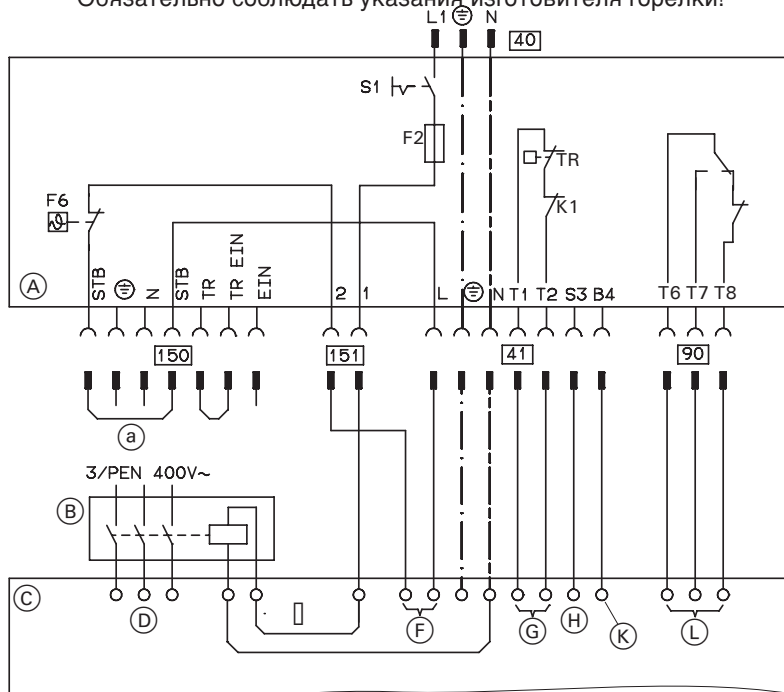 Обязательно соблюдать указания изготовителя горелки!
L1 N 40
S1
F2
TR
K1
F6
STB N STB TR TR EIN EIN
A
2 1 L N T1 T2 S3 B4 T6 T7 T8
150 151 41 90
a
3/PEN 400V~
B
C
D F G H K L